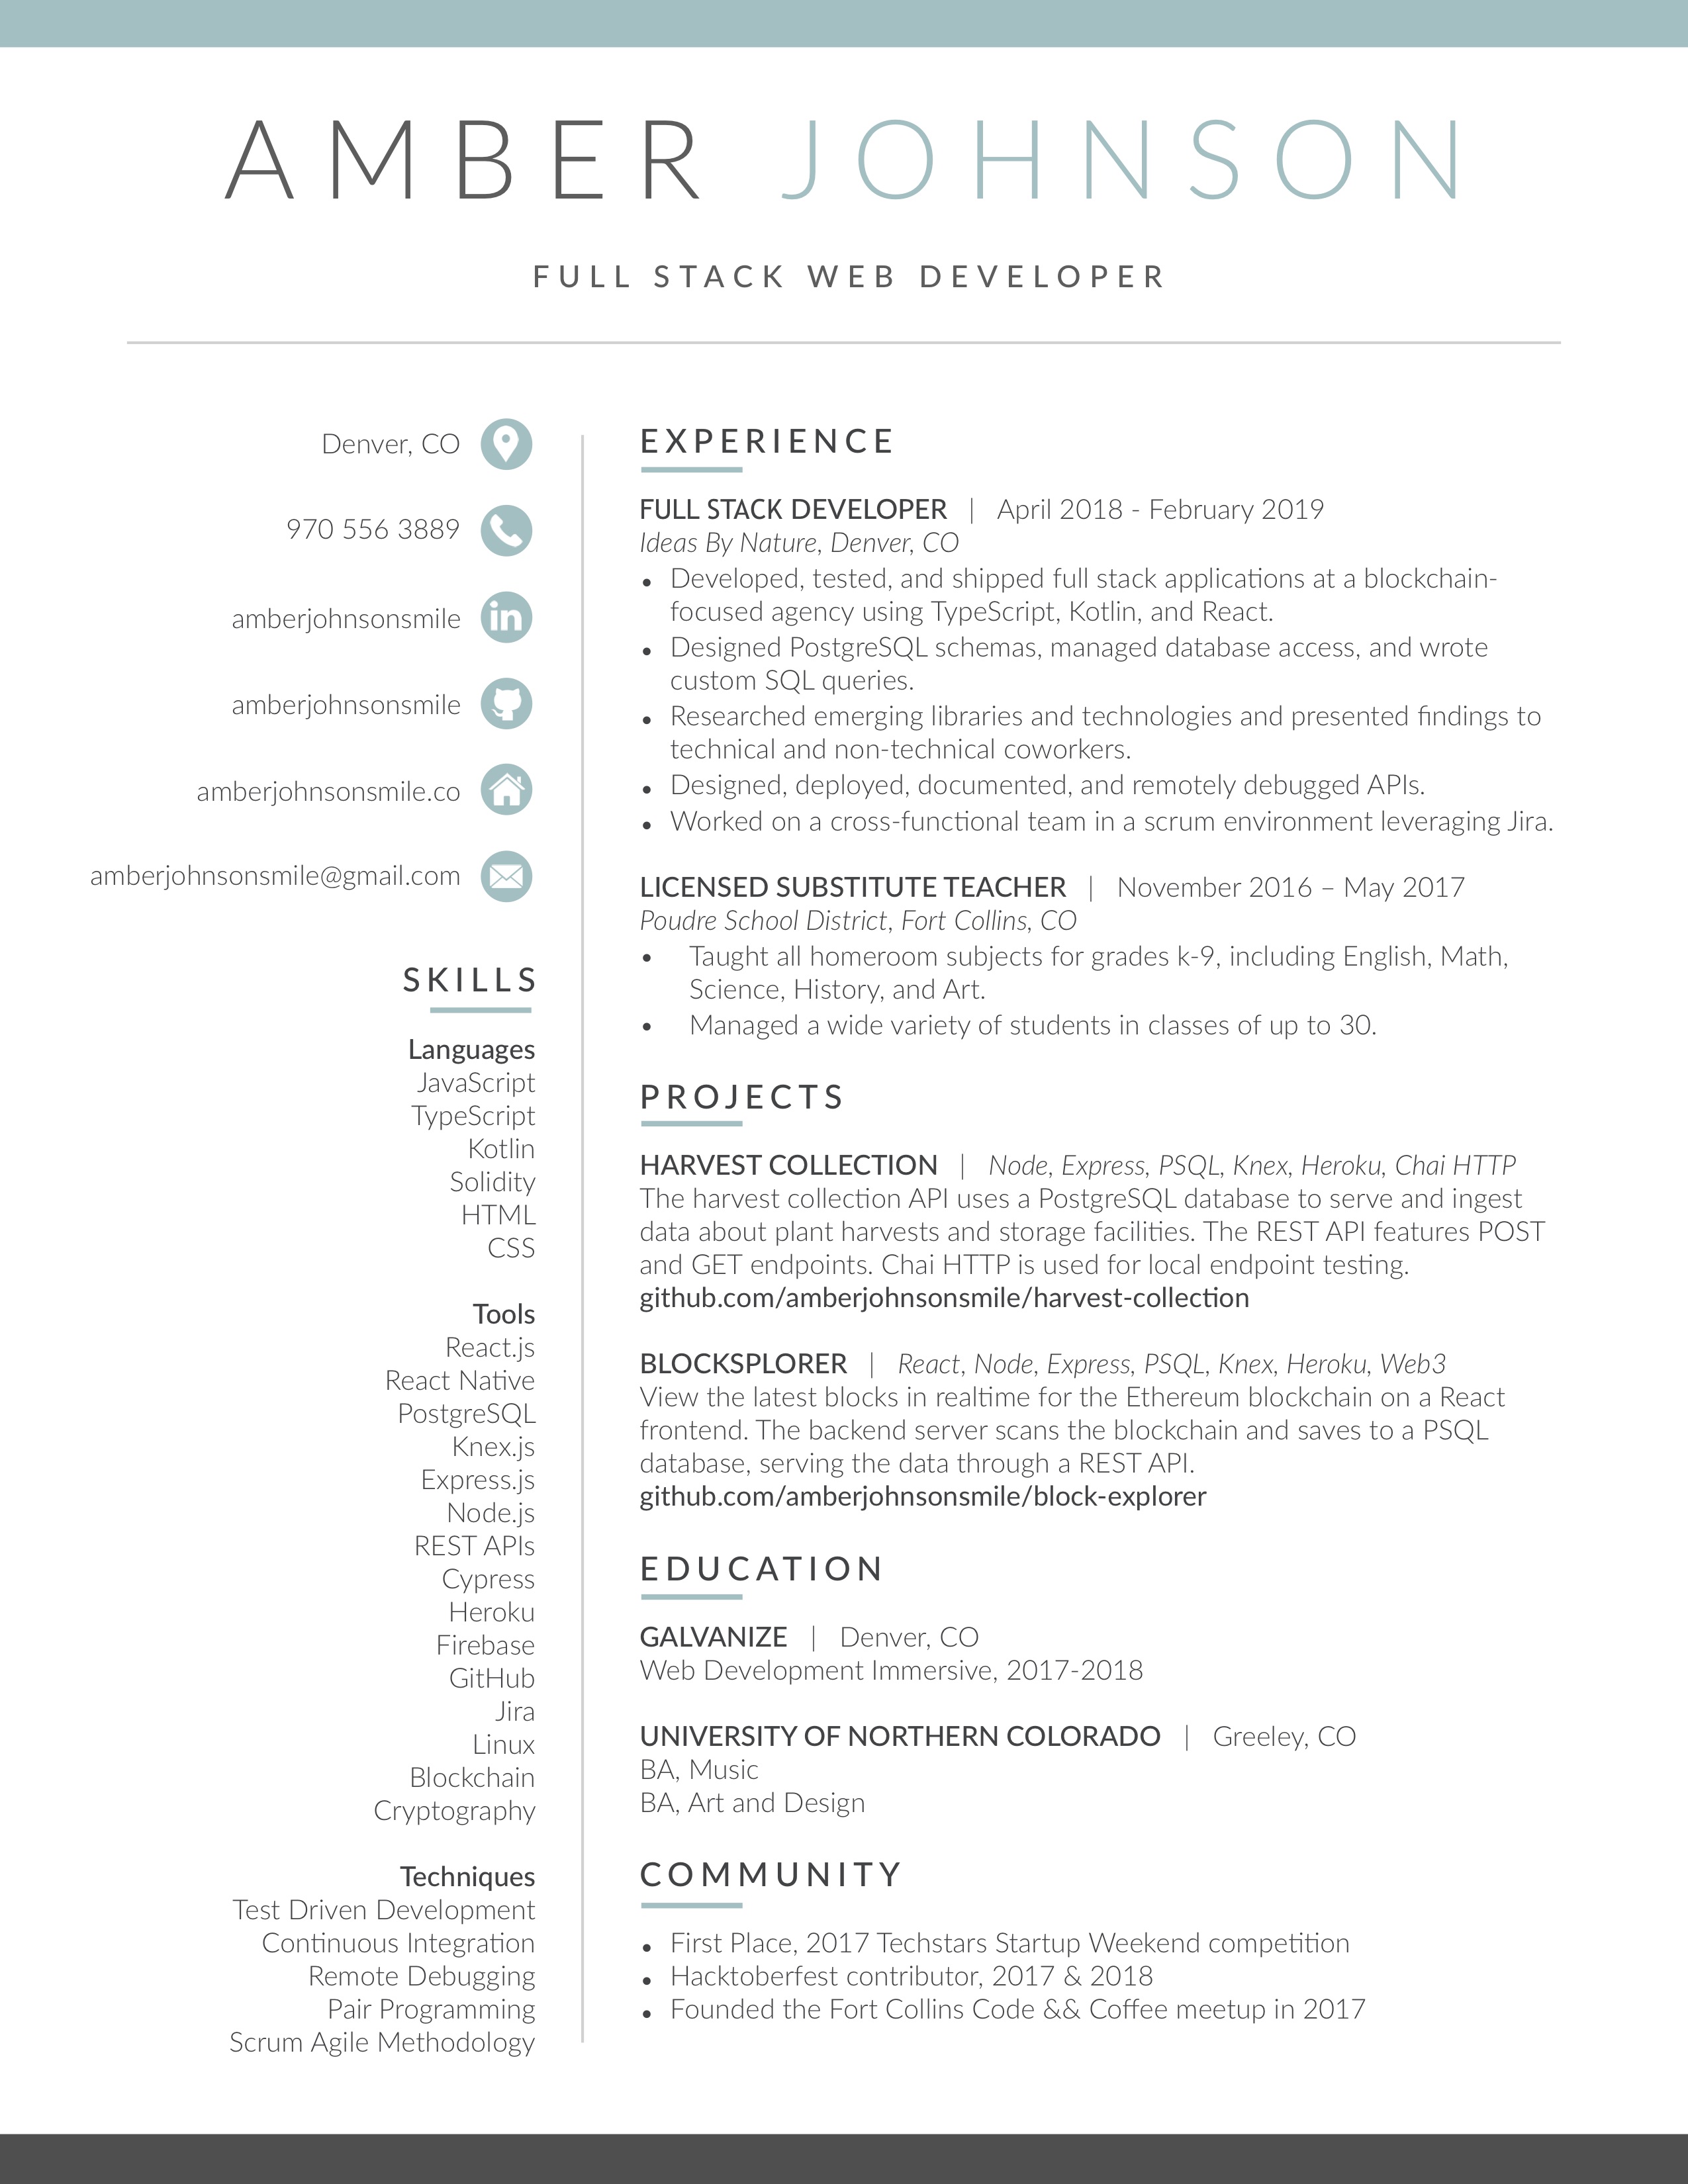 AMBER JOHNSON
FULL STACK WEB DEVELOPER
Denver, CO
970 556 3889
amberjohnsonsmile
in
amberjohnsonsmile
amberjohnsonsmile.co
amberjohnsonsmile@gmail.com
SKILLS
Languages
JavaScript
TypeScript
Kotlin
Solidity
HTML
CSS
Tools
React.js
React Native
PostgreSQL
Knex.js
Express.js
Node.js
REST APIs
Cypress
Heroku
Firebase
GitHub
Jira
Linux
Blockchain
Cryptography
Techniques
Test Driven Development
Continuous Integration
Remote Debugging
Pair Programming
Scrum Agile Methodology
EXPERIENCE
FULL STACK DEVELOPER | April 2018 - February 2019
Ideas By Nature, Denver, CO
• Developed, tested, and shipped full stack applications at a blockchain-
focused agency using TypeScript, Kotlin, and React.
• Designed PostgreSQL schemas, managed database access, and wrote
custom SQL queries.
• Researched emerging libraries and technologies and presented findings to
technical and non-technical coworkers.
• Designed, deployed, documented, and remotely debugged APIs.
• Worked on a cross-functional team in a scrum environment leveraging Jira.
LICENSED SUBSTITUTE TEACHER | November 2016 – May 2017
Poudre School District, Fort Collins, CO
• Taught all homeroom subjects for grades k-9, including English, Math,
Science, History, and Art.
• Managed a wide variety of students in classes of up to 30.
PROJECTS
HARVEST COLLECTION | Node, Express, PSQL, Knex, Heroku, Chai HTTP
The harvest collection API uses a PostgreSQL database to serve and ingest
data about plant harvests and storage facilities. The REST API features POST
and GET endpoints. Chai HTTP is used for local endpoint testing.
github.com/amberjohnsonsmile/harvest-collection
BLOCKSPLORER | React, Node, Express, PSQL, Knex, Heroku, Web3
View the latest blocks in realtime for the Ethereum blockchain on a React
frontend. The backend server scans the blockchain and saves to a PSQL
database, serving the data through a REST API.
github.com/amberjohnsonsmile/block-explorer
EDUCATION
GALVANIZE | Denver, CO
Web Development Immersive, 2017-2018
UNIVERSITY OF NORTHERN COLORADO | Greeley, CO
BA, Music
BA, Art and Design
COMMUNITY
• First Place, 2017 Techstars Startup Weekend competition
• Hacktoberfest contributor, 2017 & 2018
• Founded the Fort Collins Code && Coffee meetup in 2017